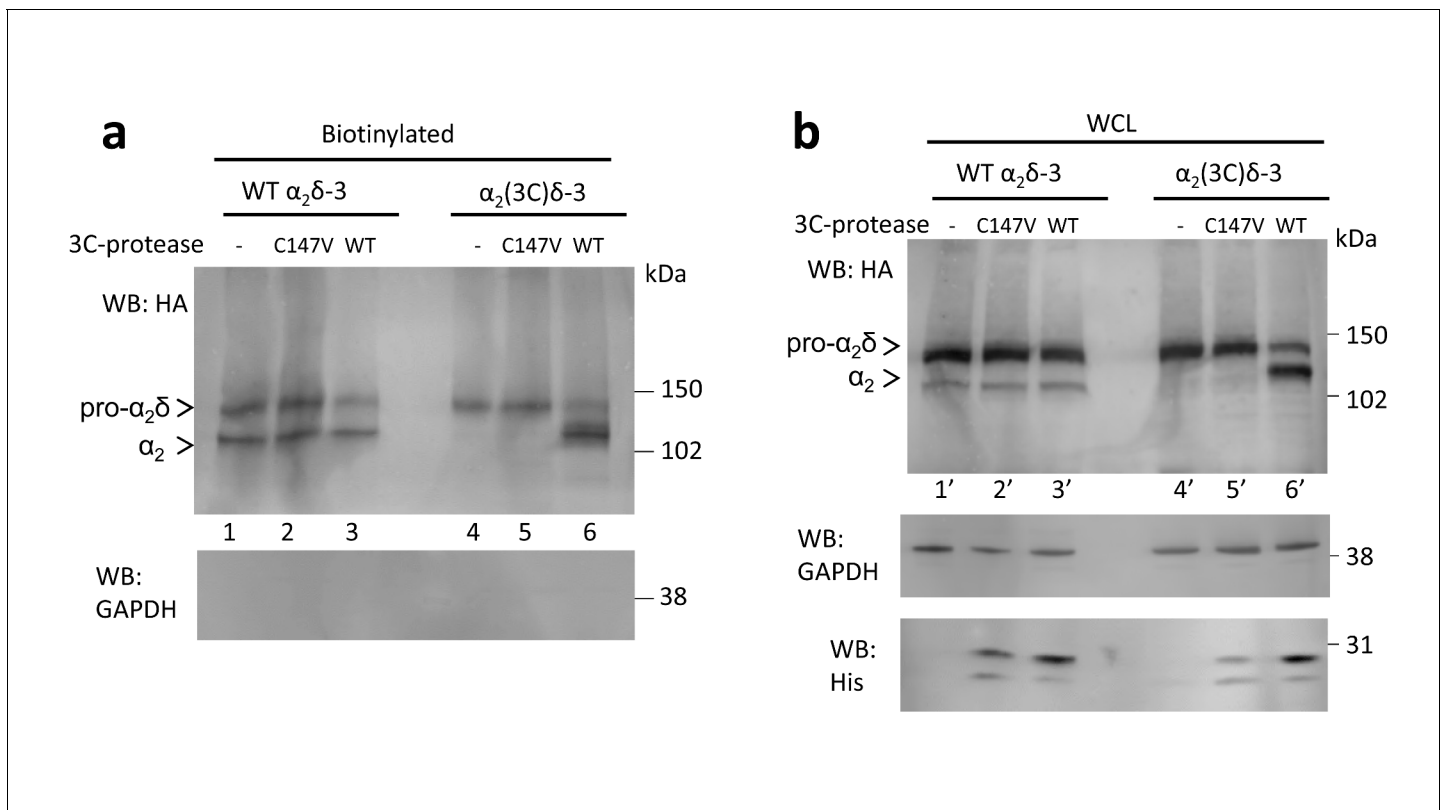 a
Biotinylated
WT α₂δ-3 α₂(3C)δ-3
3C-protease - C147V WT - C147V WT
kDa
WB: HA
150
pro-α₂δ >
α₂ >
102
1 2 3 4 5 6
WB:
GAPDH
38
b
WCL
WT α₂δ-3 α₂(3C)δ-3
3C-protease - C147V WT - C147V WT
kDa
WB: HA
150
pro-α₂δ >
α₂ >
102
1’ 2’ 3’ 4’ 5’ 6’
WB:
GAPDH
38
31
WB:
His